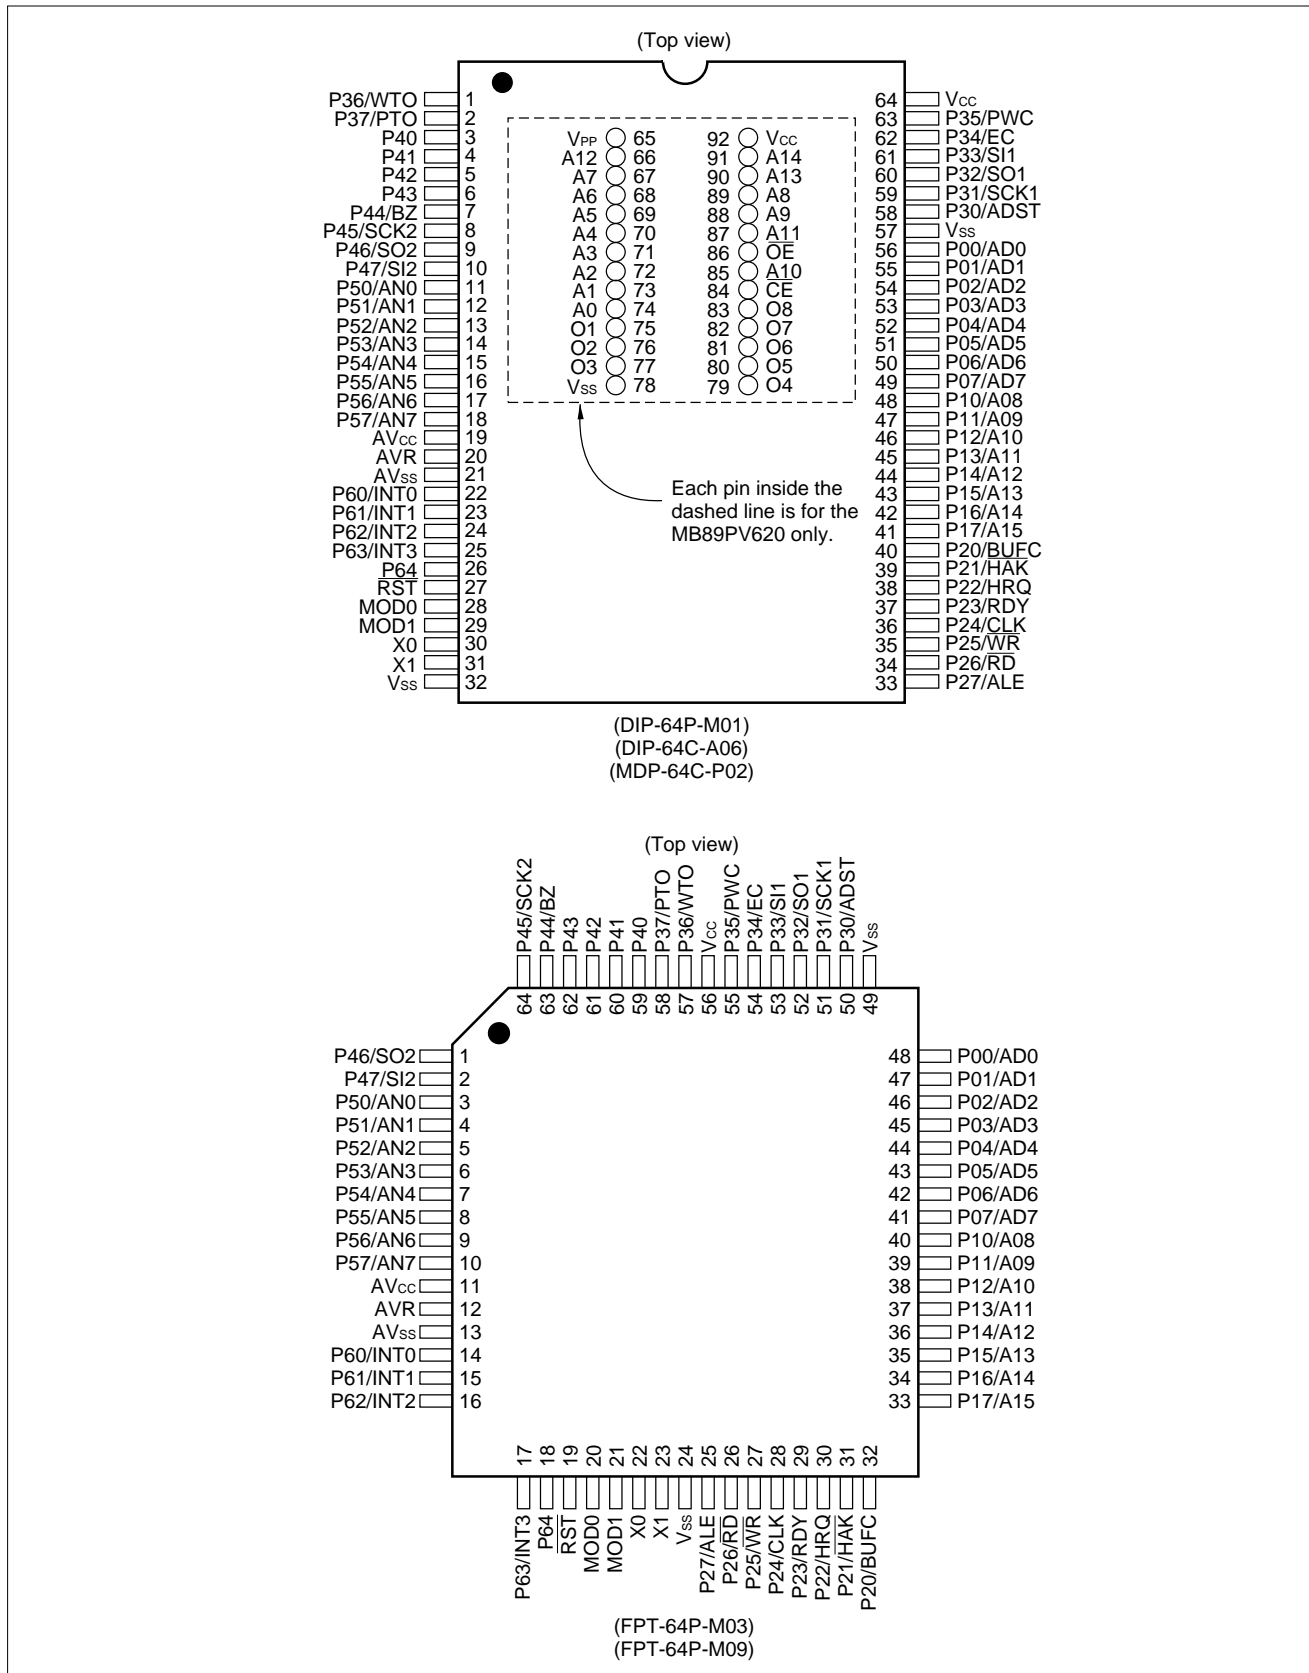 (Top view)
P36/WTO 1 64 Vcc
P37/PTO 2 63 P35/PWC
P40 3 62 P34/EC
P41 4 61 P33/SI1
P42 5 60 P32/SO1
P43 6 59 P31/SCK1
P44/BZ 7 58 P30/ADST
P45/SCK2 8 57 Vss
P46/SO2 9 56 P00/AD0
P47/SI2 10 55 P01/AD1
P50/AN0 11 54 P02/AD2
P51/AN1 12 53 P03/AD3
P52/AN2 13 52 P04/AD4
P53/AN3 14 51 P05/AD5
P54/AN4 15 50 P06/AD6
P55/AN5 16 49 P07/AD7
P56/AN6 17 48 P10/A08
P57/AN7 18 47 P11/A09
AVcc 19 46 P12/A10
AVR 20 45 P13/A11
AVss 21 44 P14/A12
P60/INT0 22 43 P15/A13
P61/INT1 23 42 P16/A14
P62/INT2 24 41 P17/A15
P63/INT3 25 40 P20/BUFC
P64 26 39 P21/HAK
RST 27 38 P22/HRQ
MOD0 28 37 P23/RDY
MOD1 29 36 P24/CLK
X0 30 35 P25/WR
X1 31 34 P26/RD
Vss 32 33 P27/ALE
VPP 65 92 Vcc
A12 66 91 A14
A7 67 90 A13
A6 68 89 A8
A5 69 88 A9
A4 70 87 A11
A3 71 86 OE
A2 72 85 A10
A1 73 84 CE
A0 74 83 O8
O1 75 82 O7
O2 76 81 O6
O3 77 80 O5
Vss 78 79 O4
Each pin inside the
dashed line is for the
MB89PV620 only.
(DIP-64P-M01)
(DIP-64C-A06)
(MDP-64C-P02)
(Top view)
P45/SCK2 P44/BZ P43 P42 P41 P40 P37/PTO P36/WTO Vcc P35/PWC P34/EC P33/SI1 P32/SO1 P31/SCK1 P30/ADST Vss
64 63 62 61 60 59 58 57 56 55 54 53 52 51 50 49
P46/SO2 1 48 P00/AD0
P47/SI2 2 47 P01/AD1
P50/AN0 3 46 P02/AD2
P51/AN1 4 45 P03/AD3
P52/AN2 5 44 P04/AD4
P53/AN3 6 43 P05/AD5
P54/AN4 7 42 P06/AD6
P55/AN5 8 41 P07/AD7
P56/AN6 9 40 P10/A08
P57/AN7 10 39 P11/A09
AVcc 11 38 P12/A10
AVR 12 37 P13/A11
AVss 13 36 P14/A12
P60/INT0 14 35 P15/A13
P61/INT1 15 34 P16/A14
P62/INT2 16 33 P17/A15
17 18 19 20 21 22 23 24 25 26 27 28 29 30 31 32
P63/INT3 P64 RST MOD0 MOD1 X0 X1 Vss P27/ALE P26/RD P25/WR P24/CLK P23/RDY P22/HRQ P21/HAK P20/BUFC
(FPT-64P-M03)
(FPT-64P-M09)